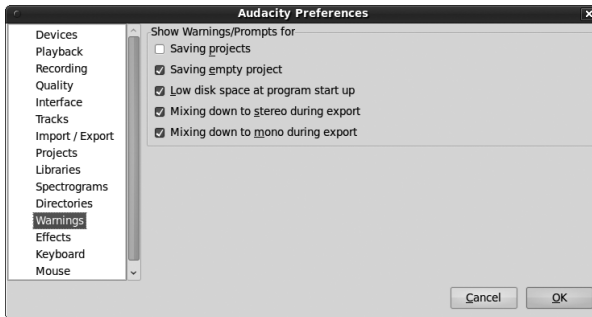 Audacity Preferences
Devices
Playback
Recording
Quality
Interface
Tracks
Import / Export
Projects
Libraries
Spectrograms
Directories
Warnings
Effects
Keyboard
Mouse
Show Warnings/Prompts for
Saving projects
Saving empty project
Low disk space at program start up
Mixing down to stereo during export
Mixing down to mono during export
Cancel
OK